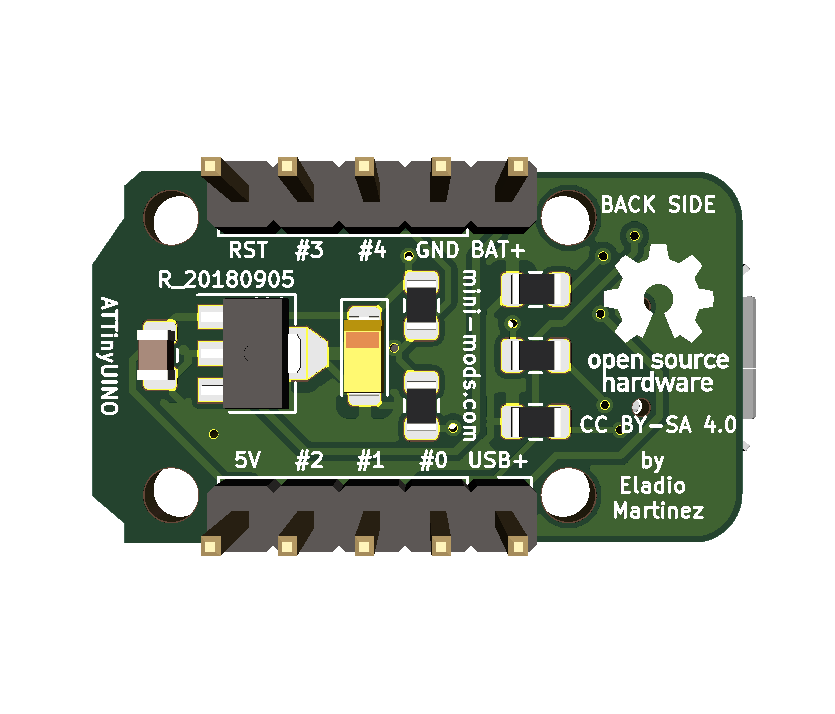 BACK SIDE
RST #3 #4 GND BAT+
R_20180905
ATTinyUINO
mini-mods.com
open source
hardware
CC BY-SA 4.0
5V #2 #1 #0 USB+
by
Eladio
Martinez